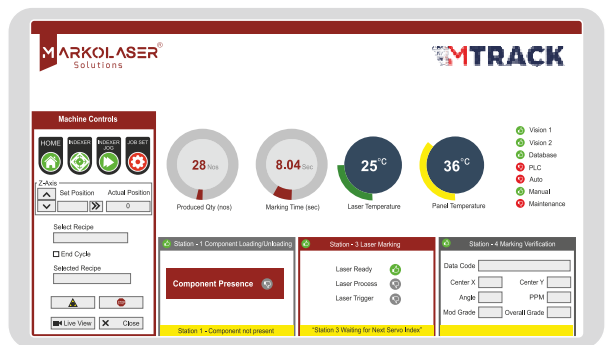 MARKOLASER®
Solutions
MTRACK
Machine Controls
HOME
INDEXER
INDEXER JOG
JOB SET
Z-Axis
Set Position
Actual Position
0
Select Recipe
End Cycle
Selected Recipe
Live View
X Close
28 Nos
Produced Qty (nos)
8.04 Sec
Marking Time (sec)
25°C
Laser Temperature
36°C
Panel Temperature
Vision 1
Vision 2
Database
PLC
Auto
Manual
Maintenance
Station - 1 Component Loading/Unloading
Component Presence
Station 1 - Component not present
Station - 3 Laser Marking
Laser Ready
Laser Process
Laser Trigger
"Station 3 Waiting for Next Servo Index"
Station - 4 Marking Verification
Data Code
Center X
Center Y
Angle
PPM
Mod Grade
Overall Grade